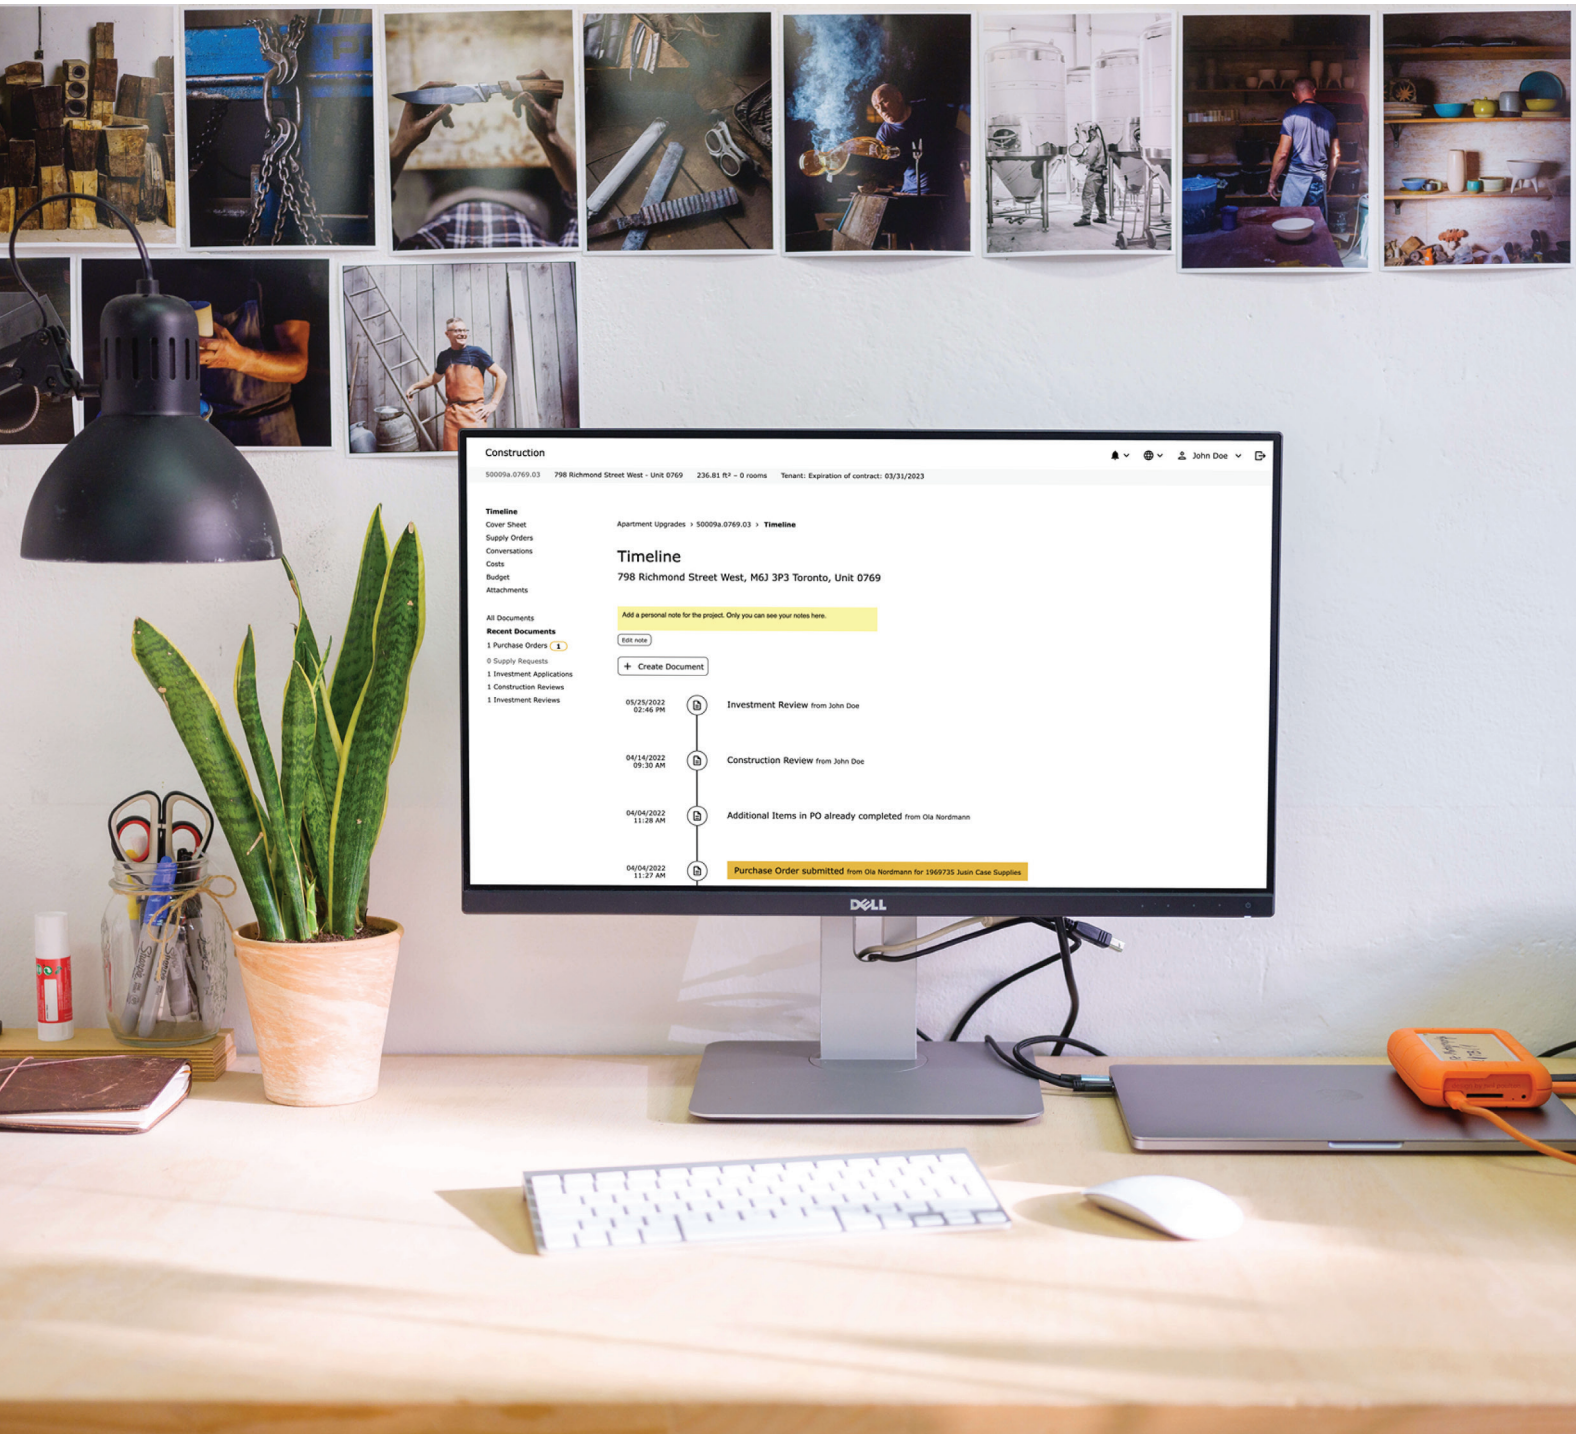 Construction
John Doe
50009a.0769.03 798 Richmond Street West - Unit 0769 236.81 ft² – 0 rooms Tenant: Expiration of contract: 03/31/2023
Timeline
Cover Sheet
Supply Orders
Conversations
Costs
Budget
Attachments
All Documents
Recent Documents
1 Purchase Orders 1
0 Supply Requests
1 Investment Applications
1 Construction Reviews
1 Investment Reviews
Apartment Upgrades › 50009a.0769.03 › Timeline
Timeline
798 Richmond Street West, M6J 3P3 Toronto, Unit 0769
Add a personal note for the project. Only you can see your notes here.
Edit note
+ Create Document
05/25/2022
02:46 PM
Investment Review from John Doe
04/14/2022
09:30 AM
Construction Review from John Doe
04/04/2022
11:28 AM
Additional Items in PO already completed from Ola Nordmann
04/04/2022
11:27 AM
Purchase Order submitted from Ola Nordmann for 1969735 Jusin Case Supplies
DELL
Sharpie